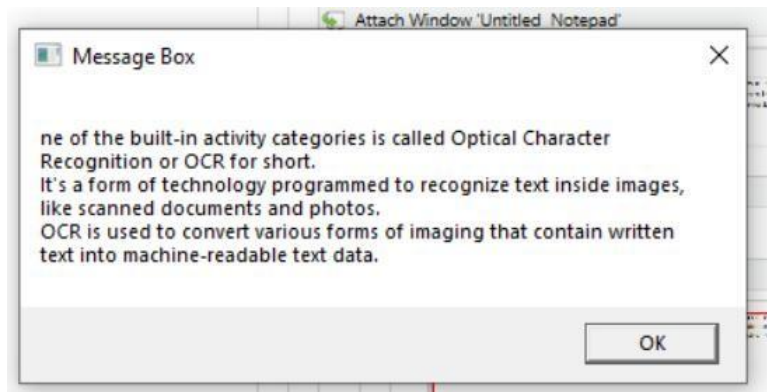 Attach Window 'Untitled Notepad'
Message Box
ne of the built-in activity categories is called Optical Character
Recognition or OCR for short.
It's a form of technology programmed to recognize text inside images,
like scanned documents and photos.
OCR is used to convert various forms of imaging that contain written
text into machine-readable text data.
OK